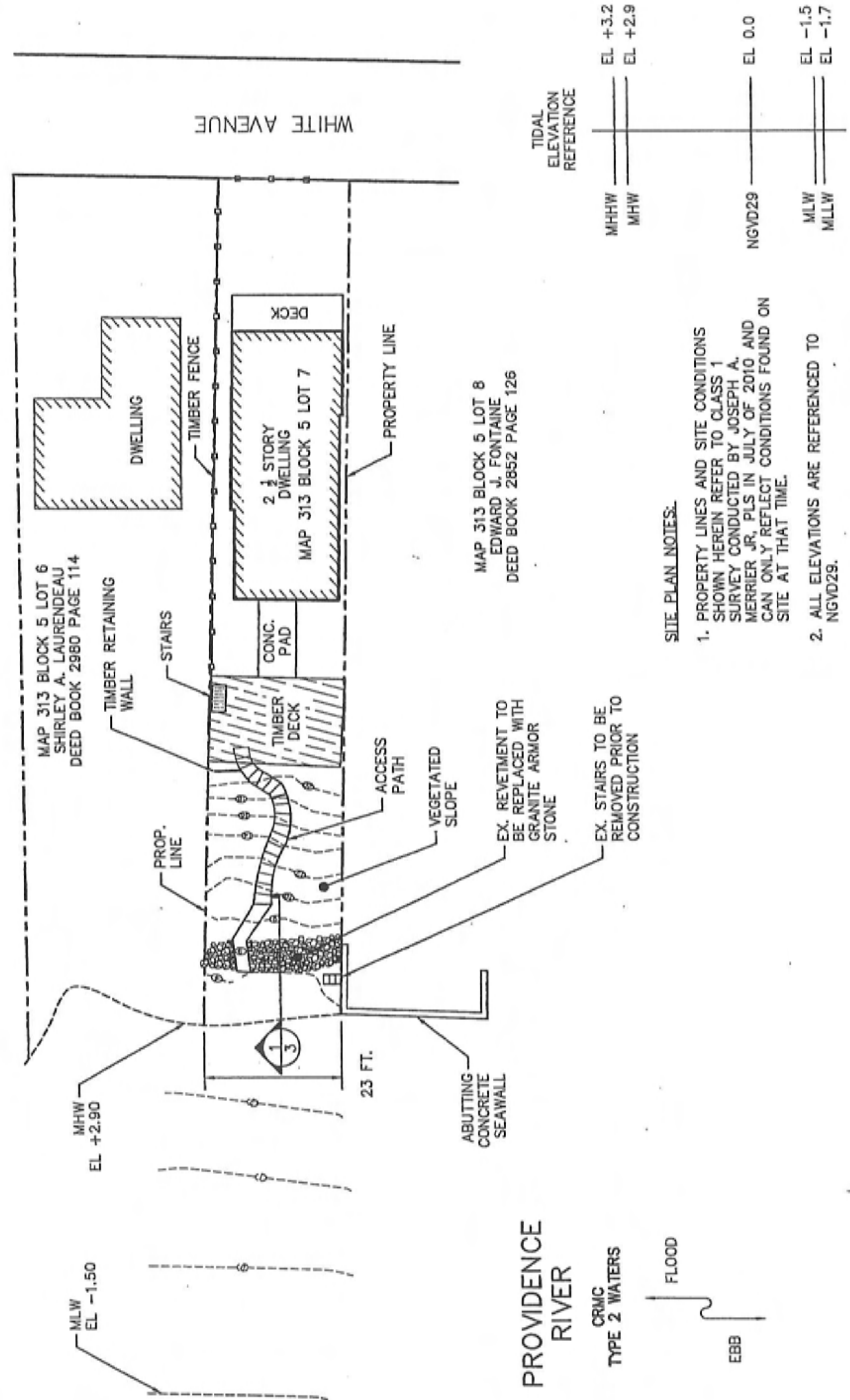 WHITE AVENUE
MAP 313 BLOCK 5 LOT 6
SHIRLEY A. LAURENDEAU
DEED BOOK 2980 PAGE 114
DWELLING
TIMBER RETAINING
WALL
STAIRS
TIMBER FENCE
PROP.
LINE
DECK
2 ½ STORY
DWELLING
MAP 313 BLOCK 5 LOT 7
CONC.
PAD
TIMBER
DECK
PROPERTY LINE
ACCESS
PATH
VEGETATED
SLOPE
MAP 313 BLOCK 5 LOT 8
EDWARD J. FONTAINE
DEED BOOK 2852 PAGE 126
EX. REVETMENT TO
BE REPLACED WITH
GRANITE ARMOR
STONE
EX. STAIRS TO BE
REMOVED PRIOR TO
CONSTRUCTION
MHW
EL +2.90
MLW
EL -1.50
1
3
23 FT.
ABUTTING
CONCRETE
SEAWALL
PROVIDENCE
RIVER
CRMC
TYPE 2 WATERS
FLOOD
EBB
SITE PLAN NOTES:
1. PROPERTY LINES AND SITE CONDITIONS
SHOWN HEREIN REFER TO CLASS 1
SURVEY CONDUCTED BY JOSEPH A.
MERRIER JR, PLS IN JULY OF 2010 AND
CAN ONLY REFLECT CONDITIONS FOUND ON
SITE AT THAT TIME.
2. ALL ELEVATIONS ARE REFERENCED TO
NGVD29.
TIDAL
ELEVATION
REFERENCE
MHHW EL +3.2
MHW EL +2.9
NGVD29 EL 0.0
MLW EL -1.5
MLLW EL -1.7